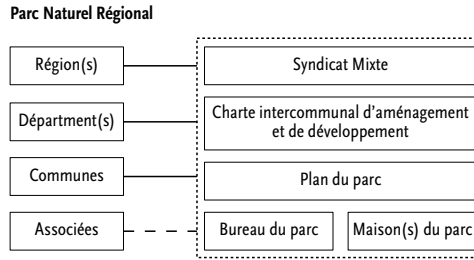 Parc Naturel Régional
Région(s)
Syndicat Mixte
Départment(s)
Charte intercommunal d'aménagement
et de développement
Communes
Plan du parc
Associées
Bureau du parc
Maison(s) du parc